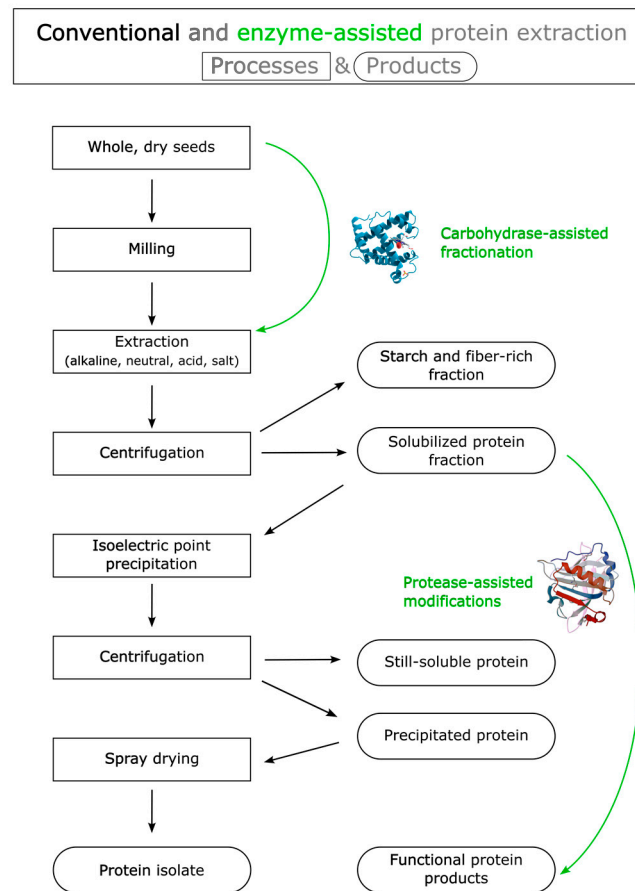 Conventional and enzyme-assisted protein extraction
Processes & Products
Whole, dry seeds
Milling
Carbohydrase-assisted
fractionation
Extraction
(alkaline, neutral, acid, salt)
Starch and fiber-rich
fraction
Centrifugation
Solubilized protein
fraction
Isoelectric point
precipitation
Protease-assisted
modifications
Centrifugation
Still-soluble protein
Precipitated protein
Spray drying
Protein isolate
Functional protein
products